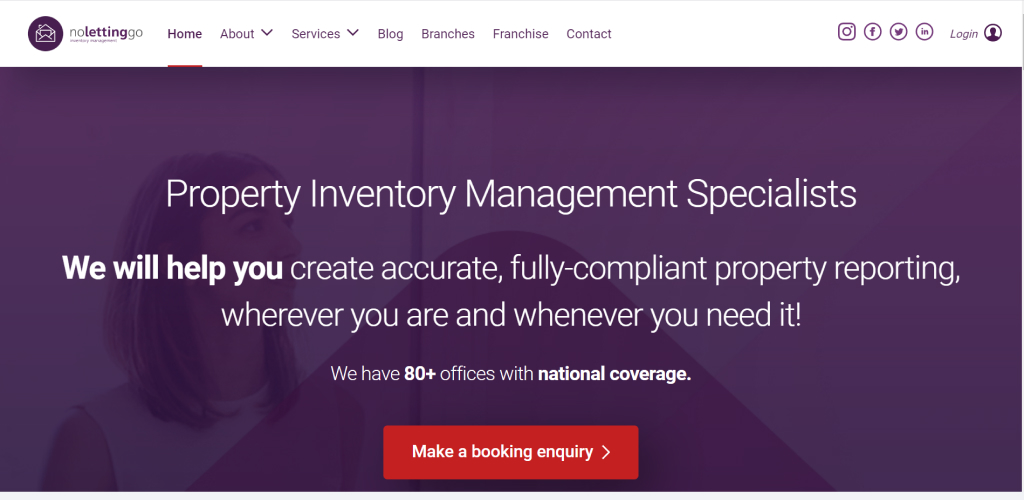 nolettinggo
inventory management
Home About Services Blog Branches Franchise Contact Login
Property Inventory Management Specialists
We will help you create accurate, fully-compliant property reporting,
wherever you are and whenever you need it!
We have 80+ offices with national coverage.
Make a booking enquiry